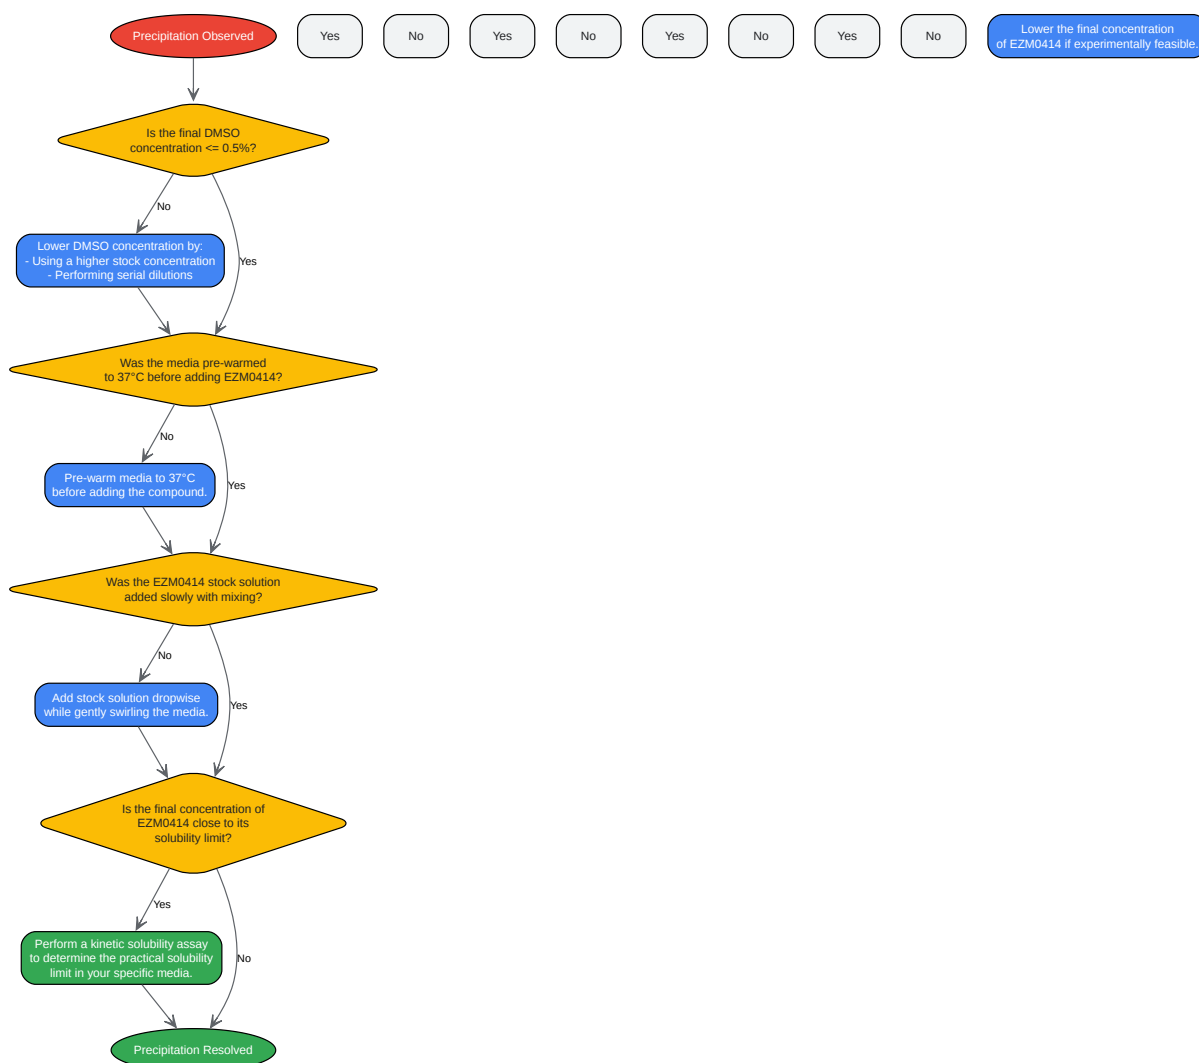 Precipitation Observed
Yes
No
Yes
No
Yes
No
Yes
No
Lower the final concentration
of EZM0414 if experimentally feasible.
Is the final DMSO
concentration <= 0.5%?
No
Lower DMSO concentration by:
- Using a higher stock concentration
- Performing serial dilutions
Yes
Was the media pre-warmed
to 37°C before adding EZM0414?
No
Pre-warm media to 37°C
before adding the compound.
Yes
Was the EZM0414 stock solution
added slowly with mixing?
No
Add stock solution dropwise
while gently swirling the media.
Yes
Is the final concentration of
EZM0414 close to its
solubility limit?
Yes
Perform a kinetic solubility assay
to determine the practical solubility
limit in your specific media.
No
Precipitation Resolved